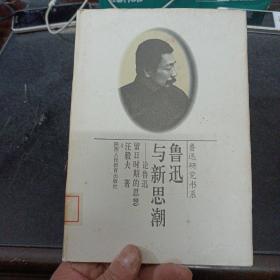 鲁迅研究书系
鲁迅
与新思潮
——论鲁迅
留日时期的思想
汪毅夫 著
陕西人民教育出版社